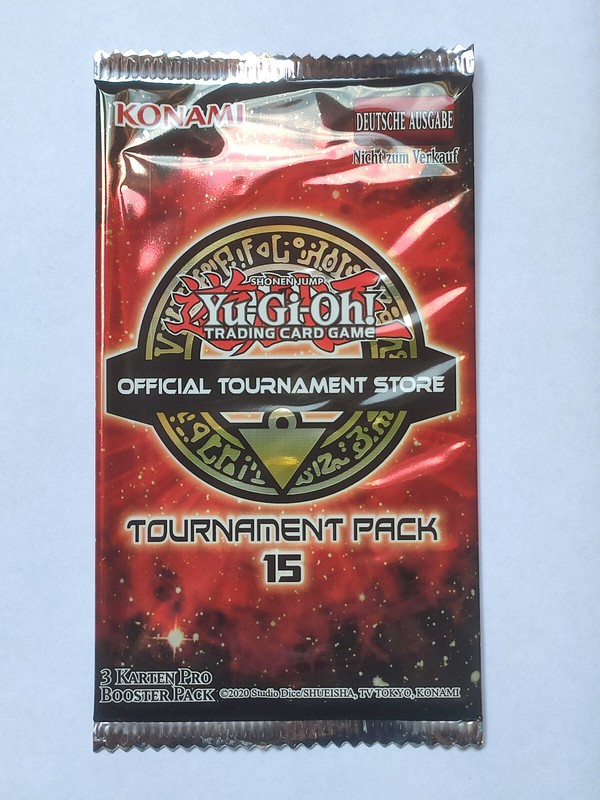 KONAMI
DEUTSCHE AUSGABE
Nicht zum Verkauf
SHONEN JUMP
Yu-Gi-Oh!
TRADING CARD GAME
OFFICIAL TOURNAMENT STORE
TOURNAMENT PACK
15
3 KARTEN PRO
BOOSTER PACK
©2020 Studio Dice/SHUEISHA, TV TOKYO, KONAMI